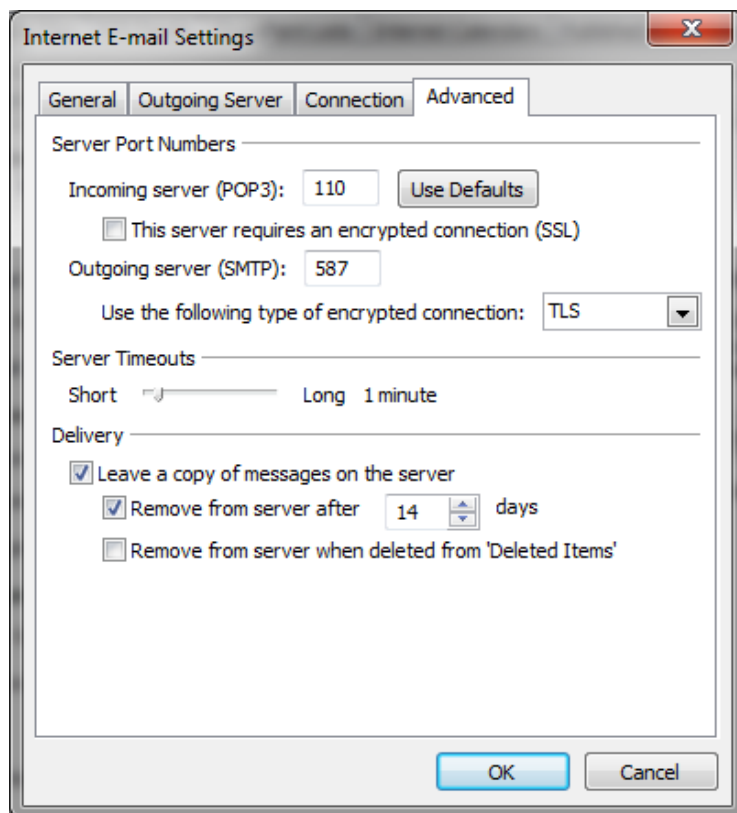 Internet E-mail Settings
General Outgoing Server Connection Advanced
Server Port Numbers
Incoming server (POP3): 110 Use Defaults
This server requires an encrypted connection (SSL)
Outgoing server (SMTP): 587
Use the following type of encrypted connection: TLS
Server Timeouts
Short Long 1 minute
Delivery
Leave a copy of messages on the server
Remove from server after 14 days
Remove from server when deleted from 'Deleted Items'
OK Cancel